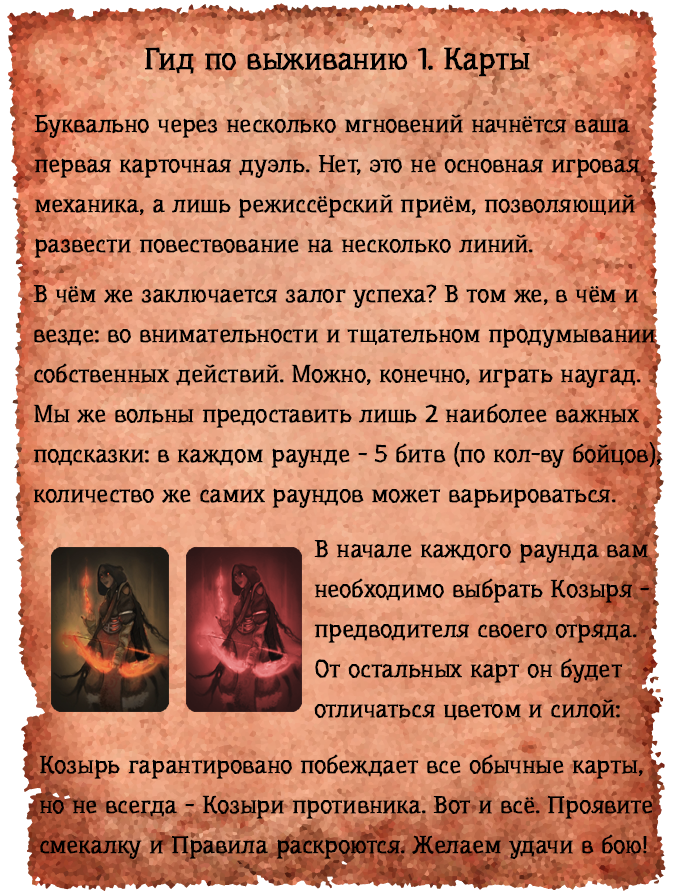 Гид по выживанию 1. Карты
Буквально через несколько мгновений начнётся ваша
первая карточная дуэль. Нет, это не основная игровая
механика, а лишь режиссёрский приём, позволяющий
развести повествование на несколько линий.
В чём же заключается залог успеха? В том же, в чём и
везде: во внимательности и тщательном продумывании
собственных действий. Можно, конечно, играть наугад.
Мы же вольны предоставить лишь 2 наиболее важных
подсказки: в каждом раунде - 5 битв (по кол-ву бойцов),
количество же самих раундов может варьироваться.
В начале каждого раунда вам
необходимо выбрать Козыря -
предводителя своего отряда.
От остальных карт он будет
отличаться цветом и силой:
Козырь гарантировано побеждает все обычные карты,
но не всегда - Козыри противника. Вот и всё. Проявите
смекалку и Правила раскроются. Желаем удачи в бою!